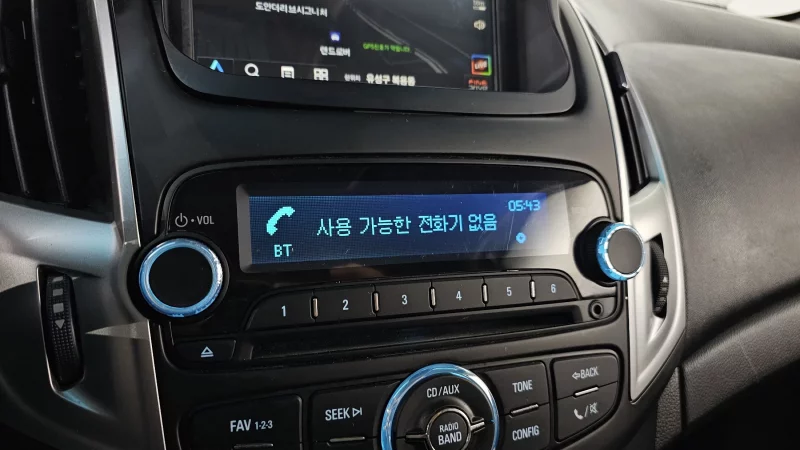 도안더리브시그니처
랜드로버
GPS신호가 약합니다
유성구 복용동
VOL
사용 가능한 전화기 없음
05:43
BT
1 2 3 4 5 6
CD/AUX
TONE
BACK
FAV 1-2-3
SEEK
RADIO
BAND
CONFIG